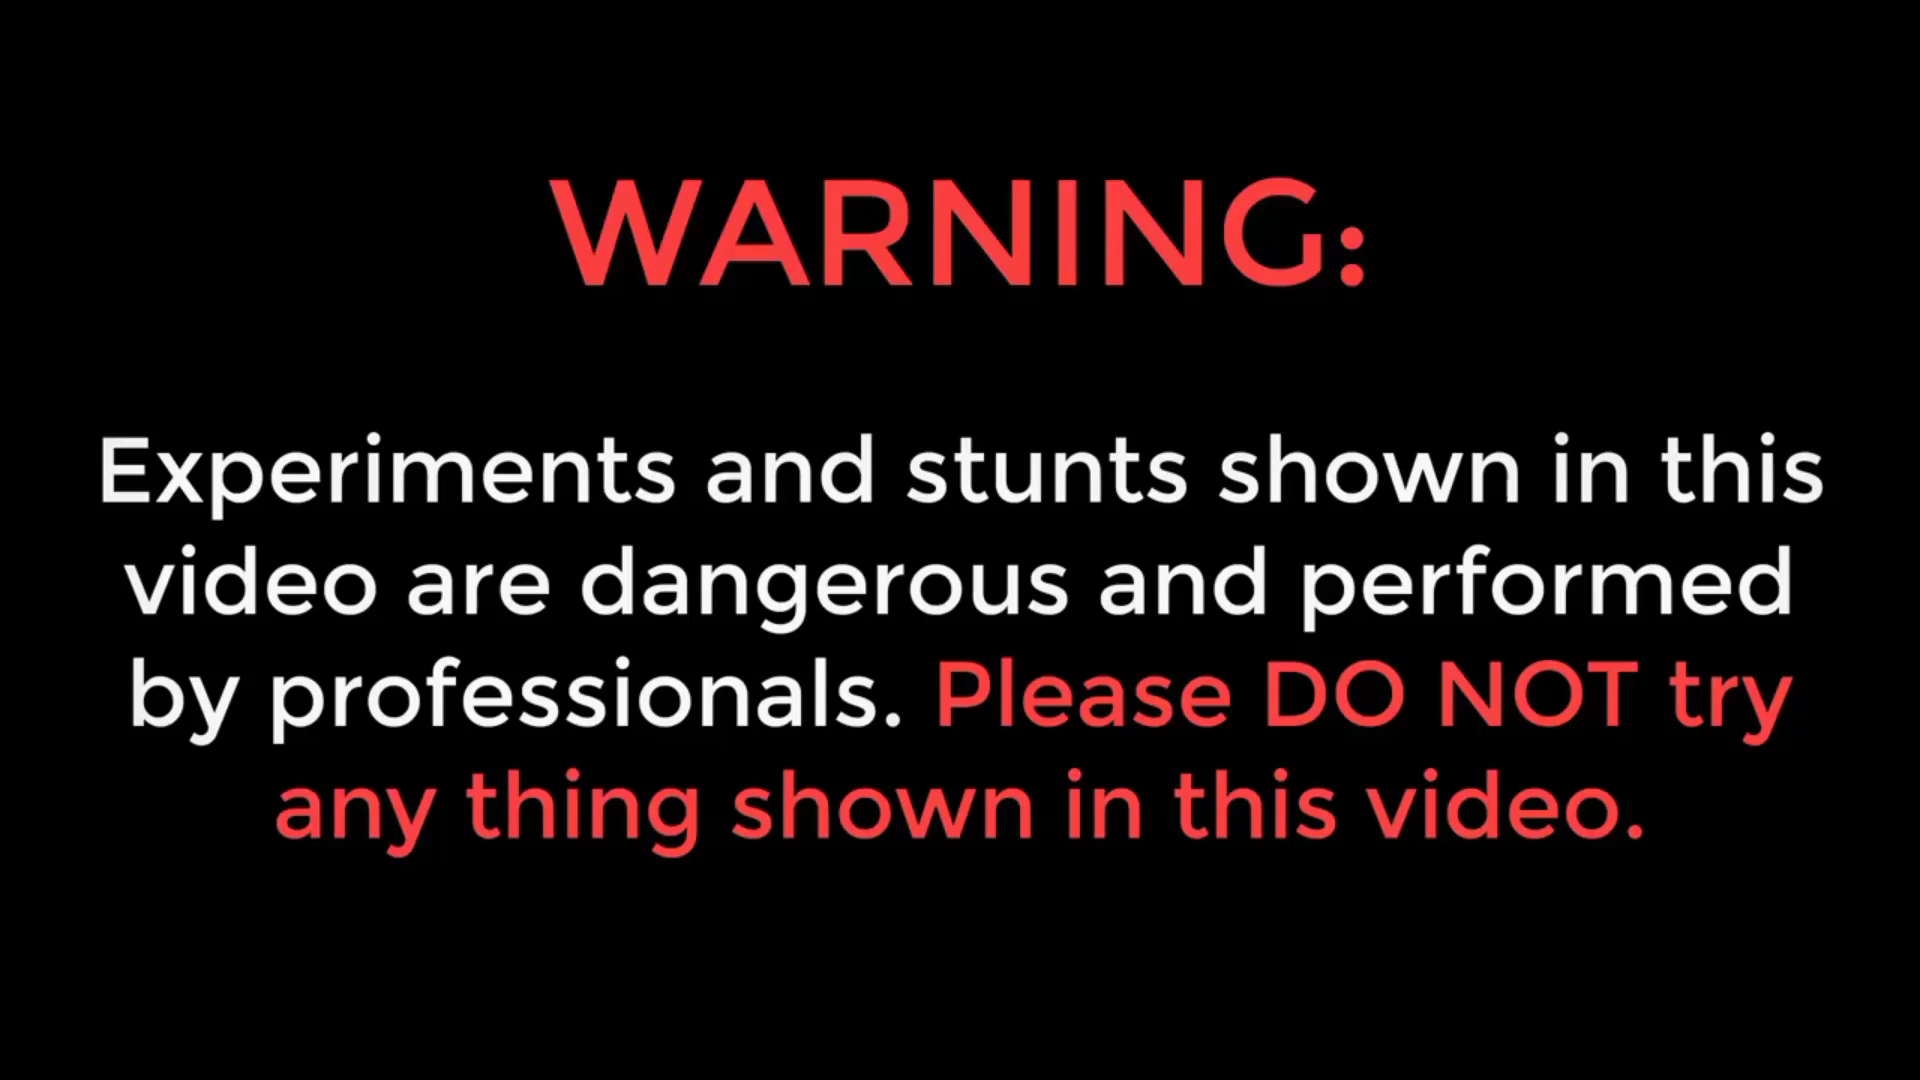 WARNING:
Experiments and stunts shown in this
video are dangerous and performed
by professionals. Please DO NOT try
any thing shown in this video.